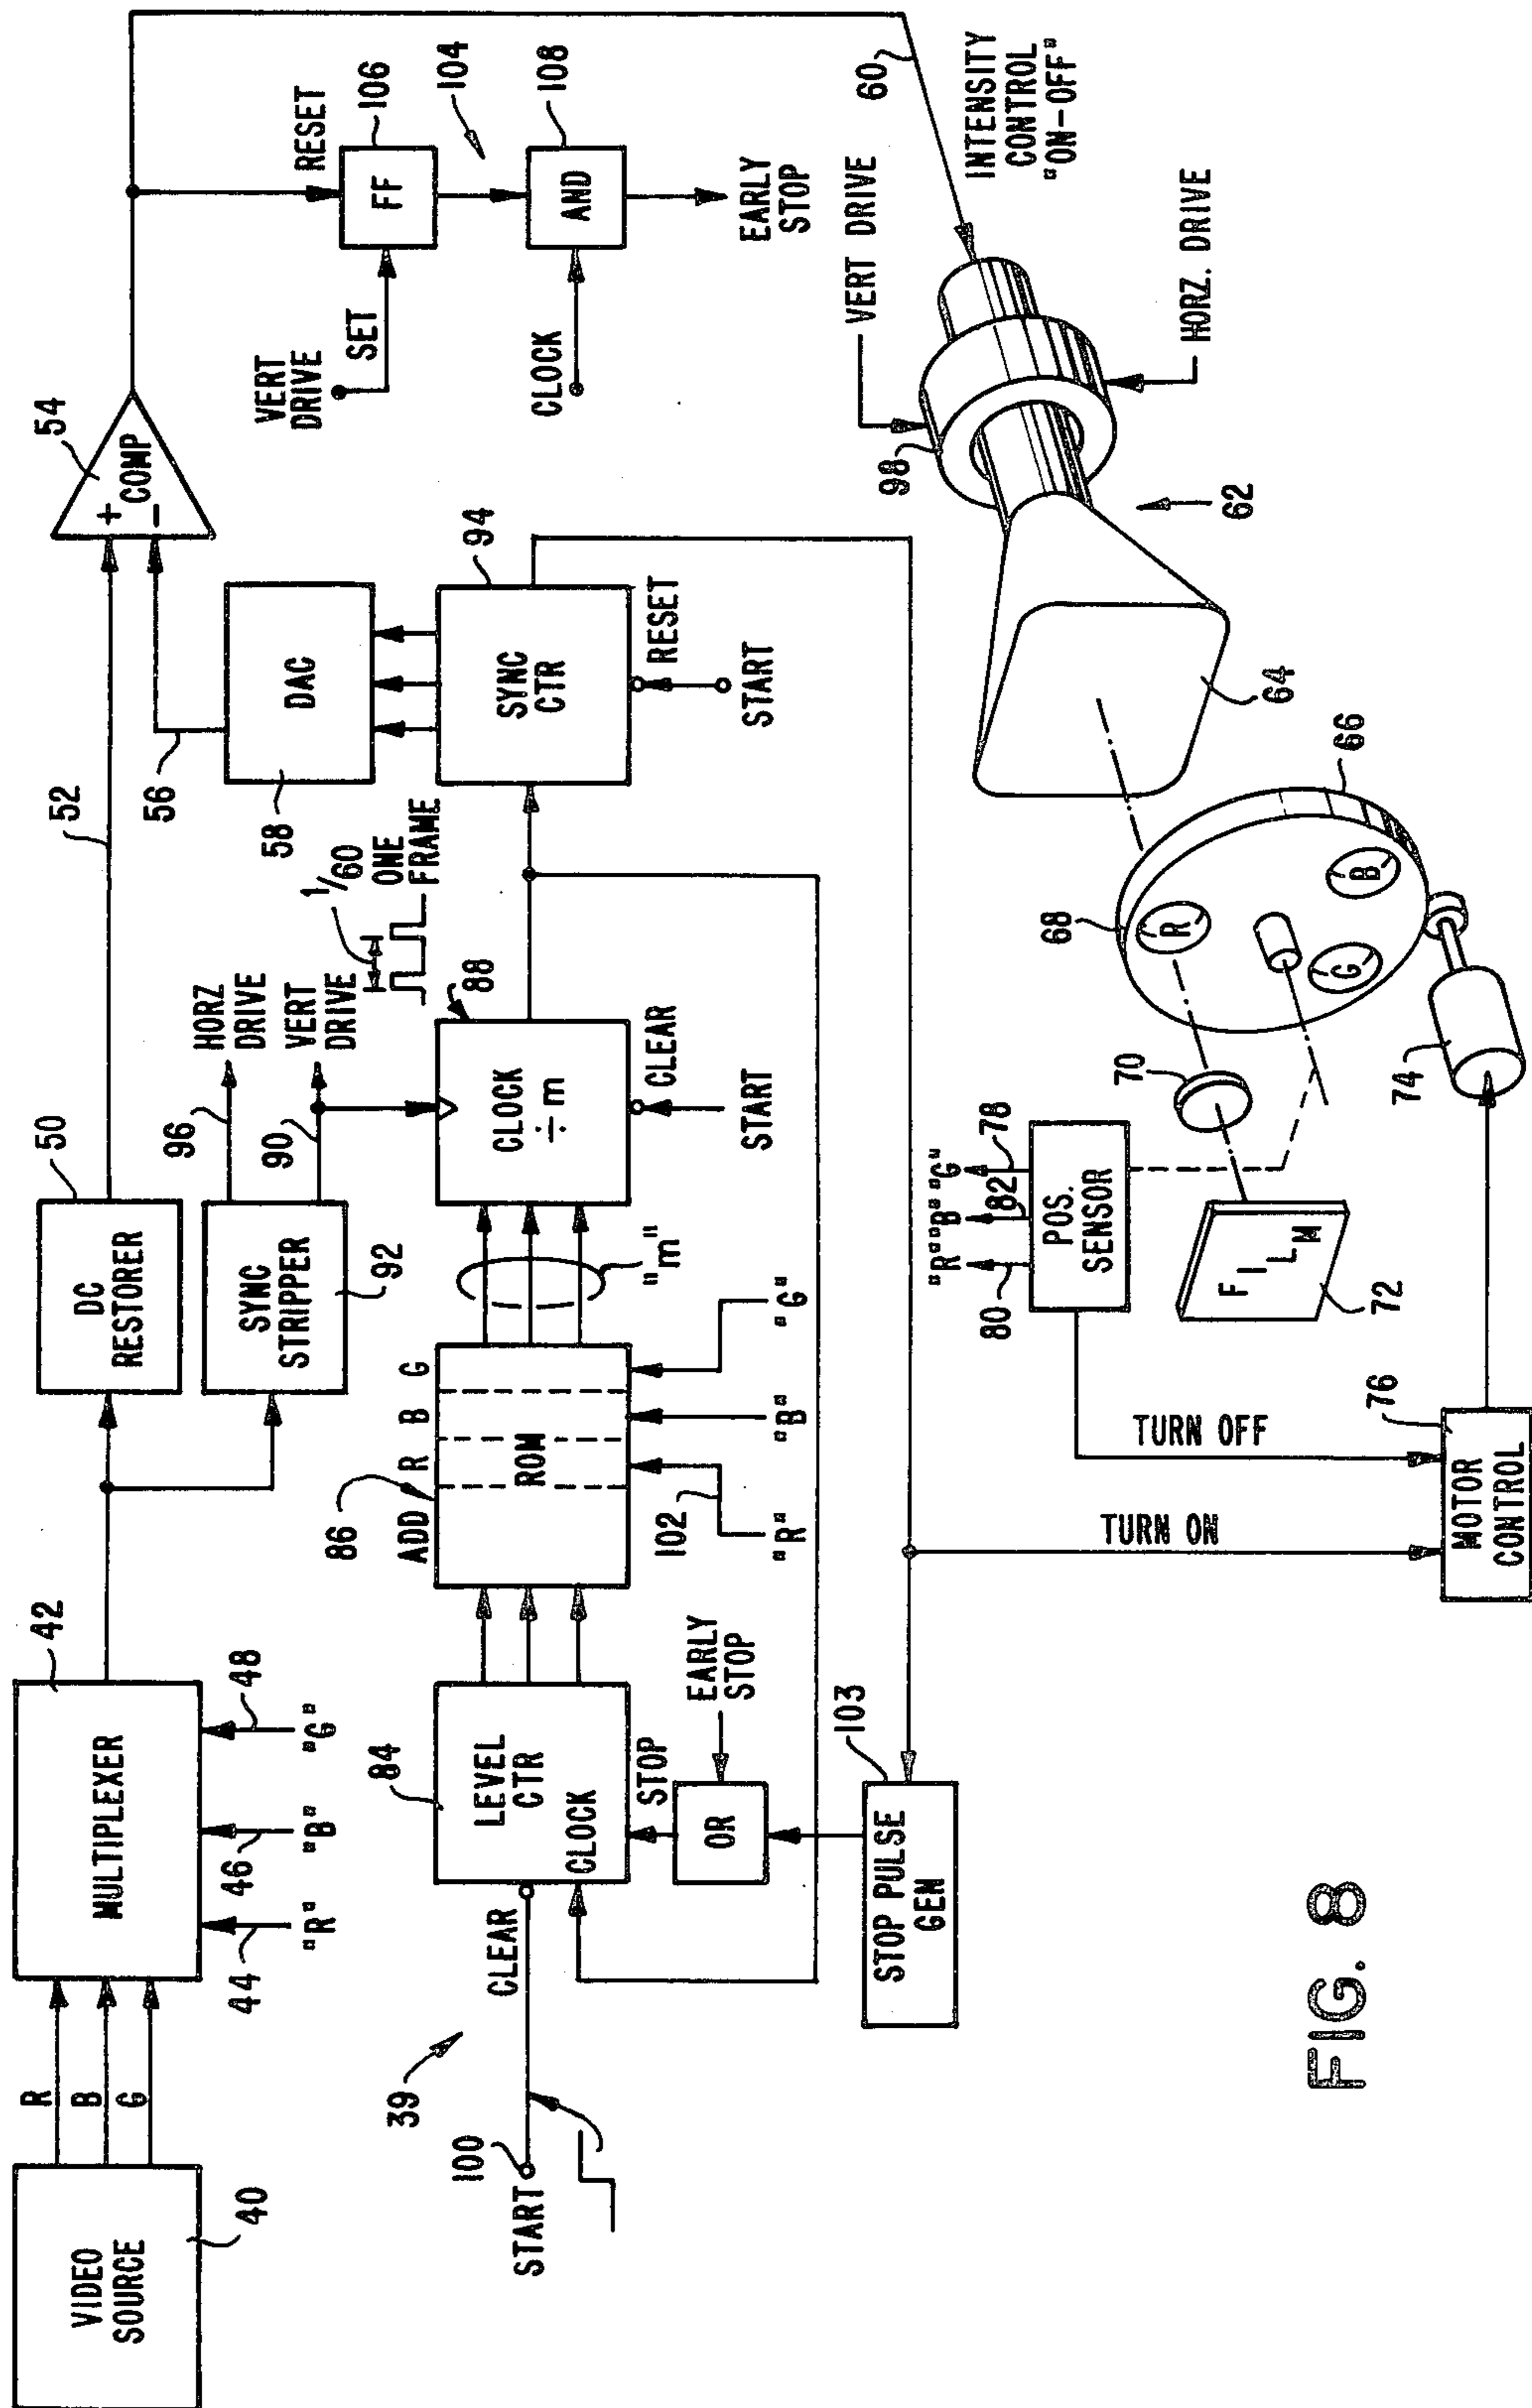 VIDEO
SOURCE
40
R
B
G
MULTIPLEXER
42
44
46
48
"R"
"B"
"G"
DC
RESTORER
50
52
SYNC
STRIPPER
92
96
90
HORZ
DRIVE
VERT
DRIVE
54
+
-
COMP
56
DAC
58
1/60
ONE
FRAME
SYNC
CTR
94
RESET
START
VERT
DRIVE
SET
RESET
FF
106
104
CLOCK
AND
108
EARLY
STOP
39
START
100
CLEAR
84
LEVEL
CTR
CLOCK
STOP
OR
EARLY
STOP
STOP PULSE
GEN
103
86
ADD
R
B
G
ROM
102
"R"
"B"
"G"
"m"
88
CLOCK
÷ m
CLEAR
START
60
INTENSITY
CONTROL
"ON-OFF"
VERT DRIVE
98
HORZ. DRIVE
62
64
66
68
R
B
G
70
F I L M
72
74
"R"
"B"
"G"
80
82
78
POS.
SENSOR
TURN OFF
TURN ON
76
MOTOR
CONTROL
FIG. 8